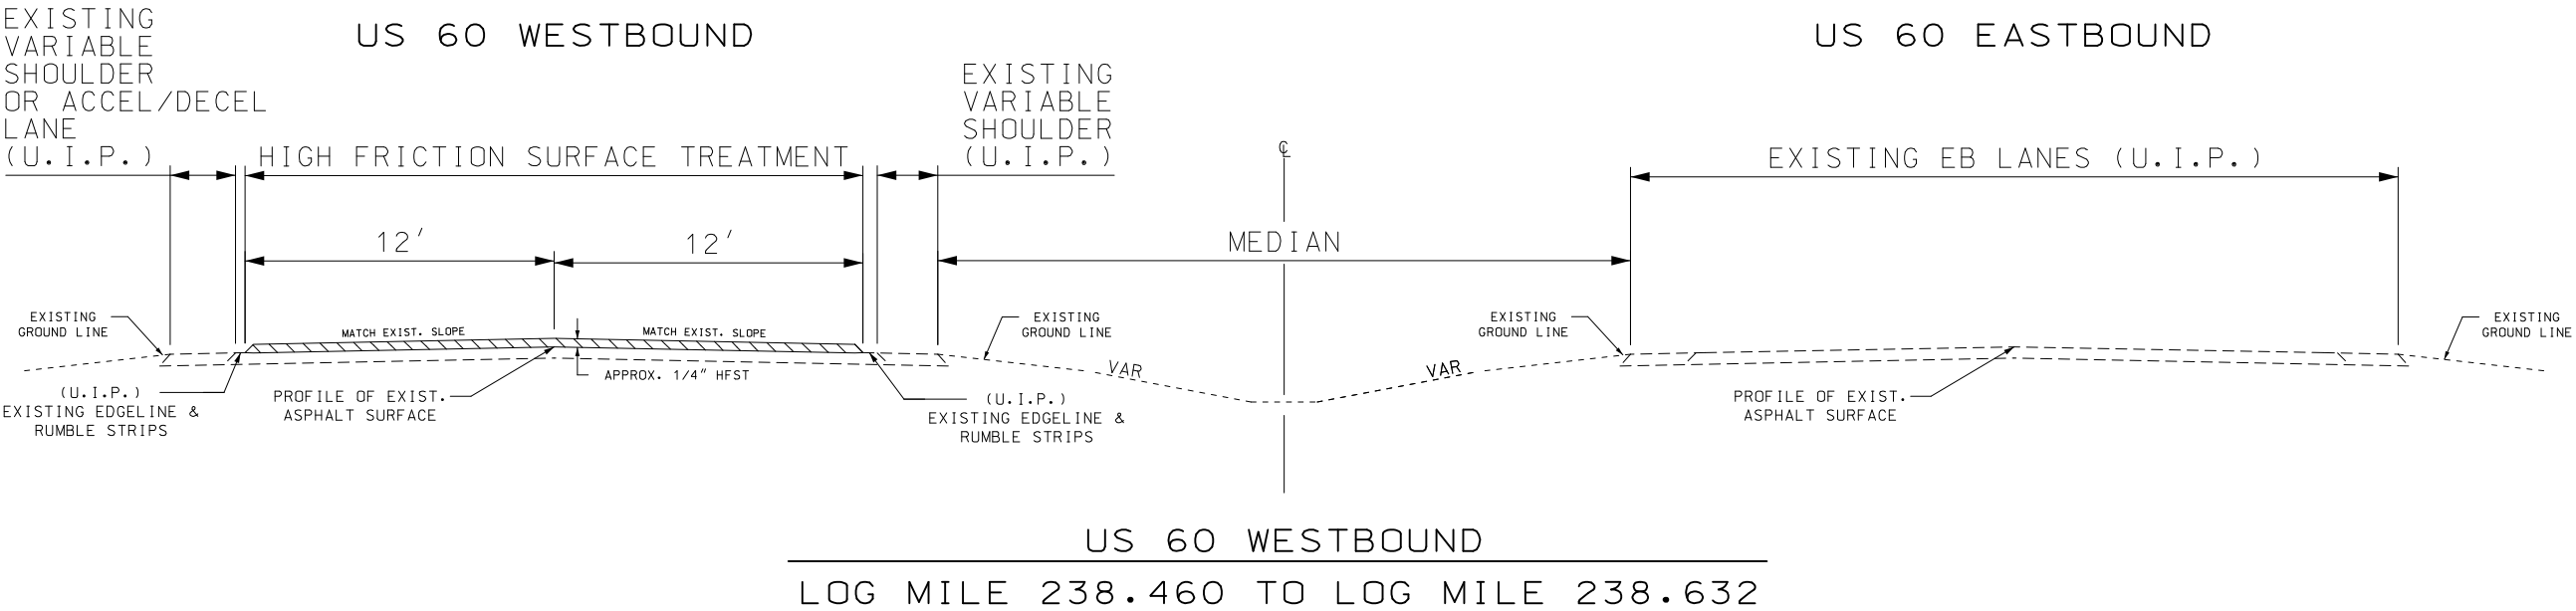 EXISTING
VARIABLE
SHOULDER
OR ACCEL/DECEL
LANE
(U.I.P.)
US 60 WESTBOUND
HIGH FRICTION SURFACE TREATMENT
EXISTING
VARIABLE
SHOULDER
(U.I.P.)
℄
US 60 EASTBOUND
EXISTING EB LANES (U.I.P.)
12'
12'
MEDIAN
EXISTING
GROUND LINE
MATCH EXIST. SLOPE
MATCH EXIST. SLOPE
EXISTING
GROUND LINE
EXISTING
GROUND LINE
EXISTING
GROUND LINE
APPROX. 1/4" HFST
VAR
VAR
(U.I.P.)
EXISTING EDGELINE &
RUMBLE STRIPS
PROFILE OF EXIST.
ASPHALT SURFACE
(U.I.P.)
EXISTING EDGELINE &
RUMBLE STRIPS
PROFILE OF EXIST.
ASPHALT SURFACE
US 60 WESTBOUND
LOG MILE 238.460 TO LOG MILE 238.632